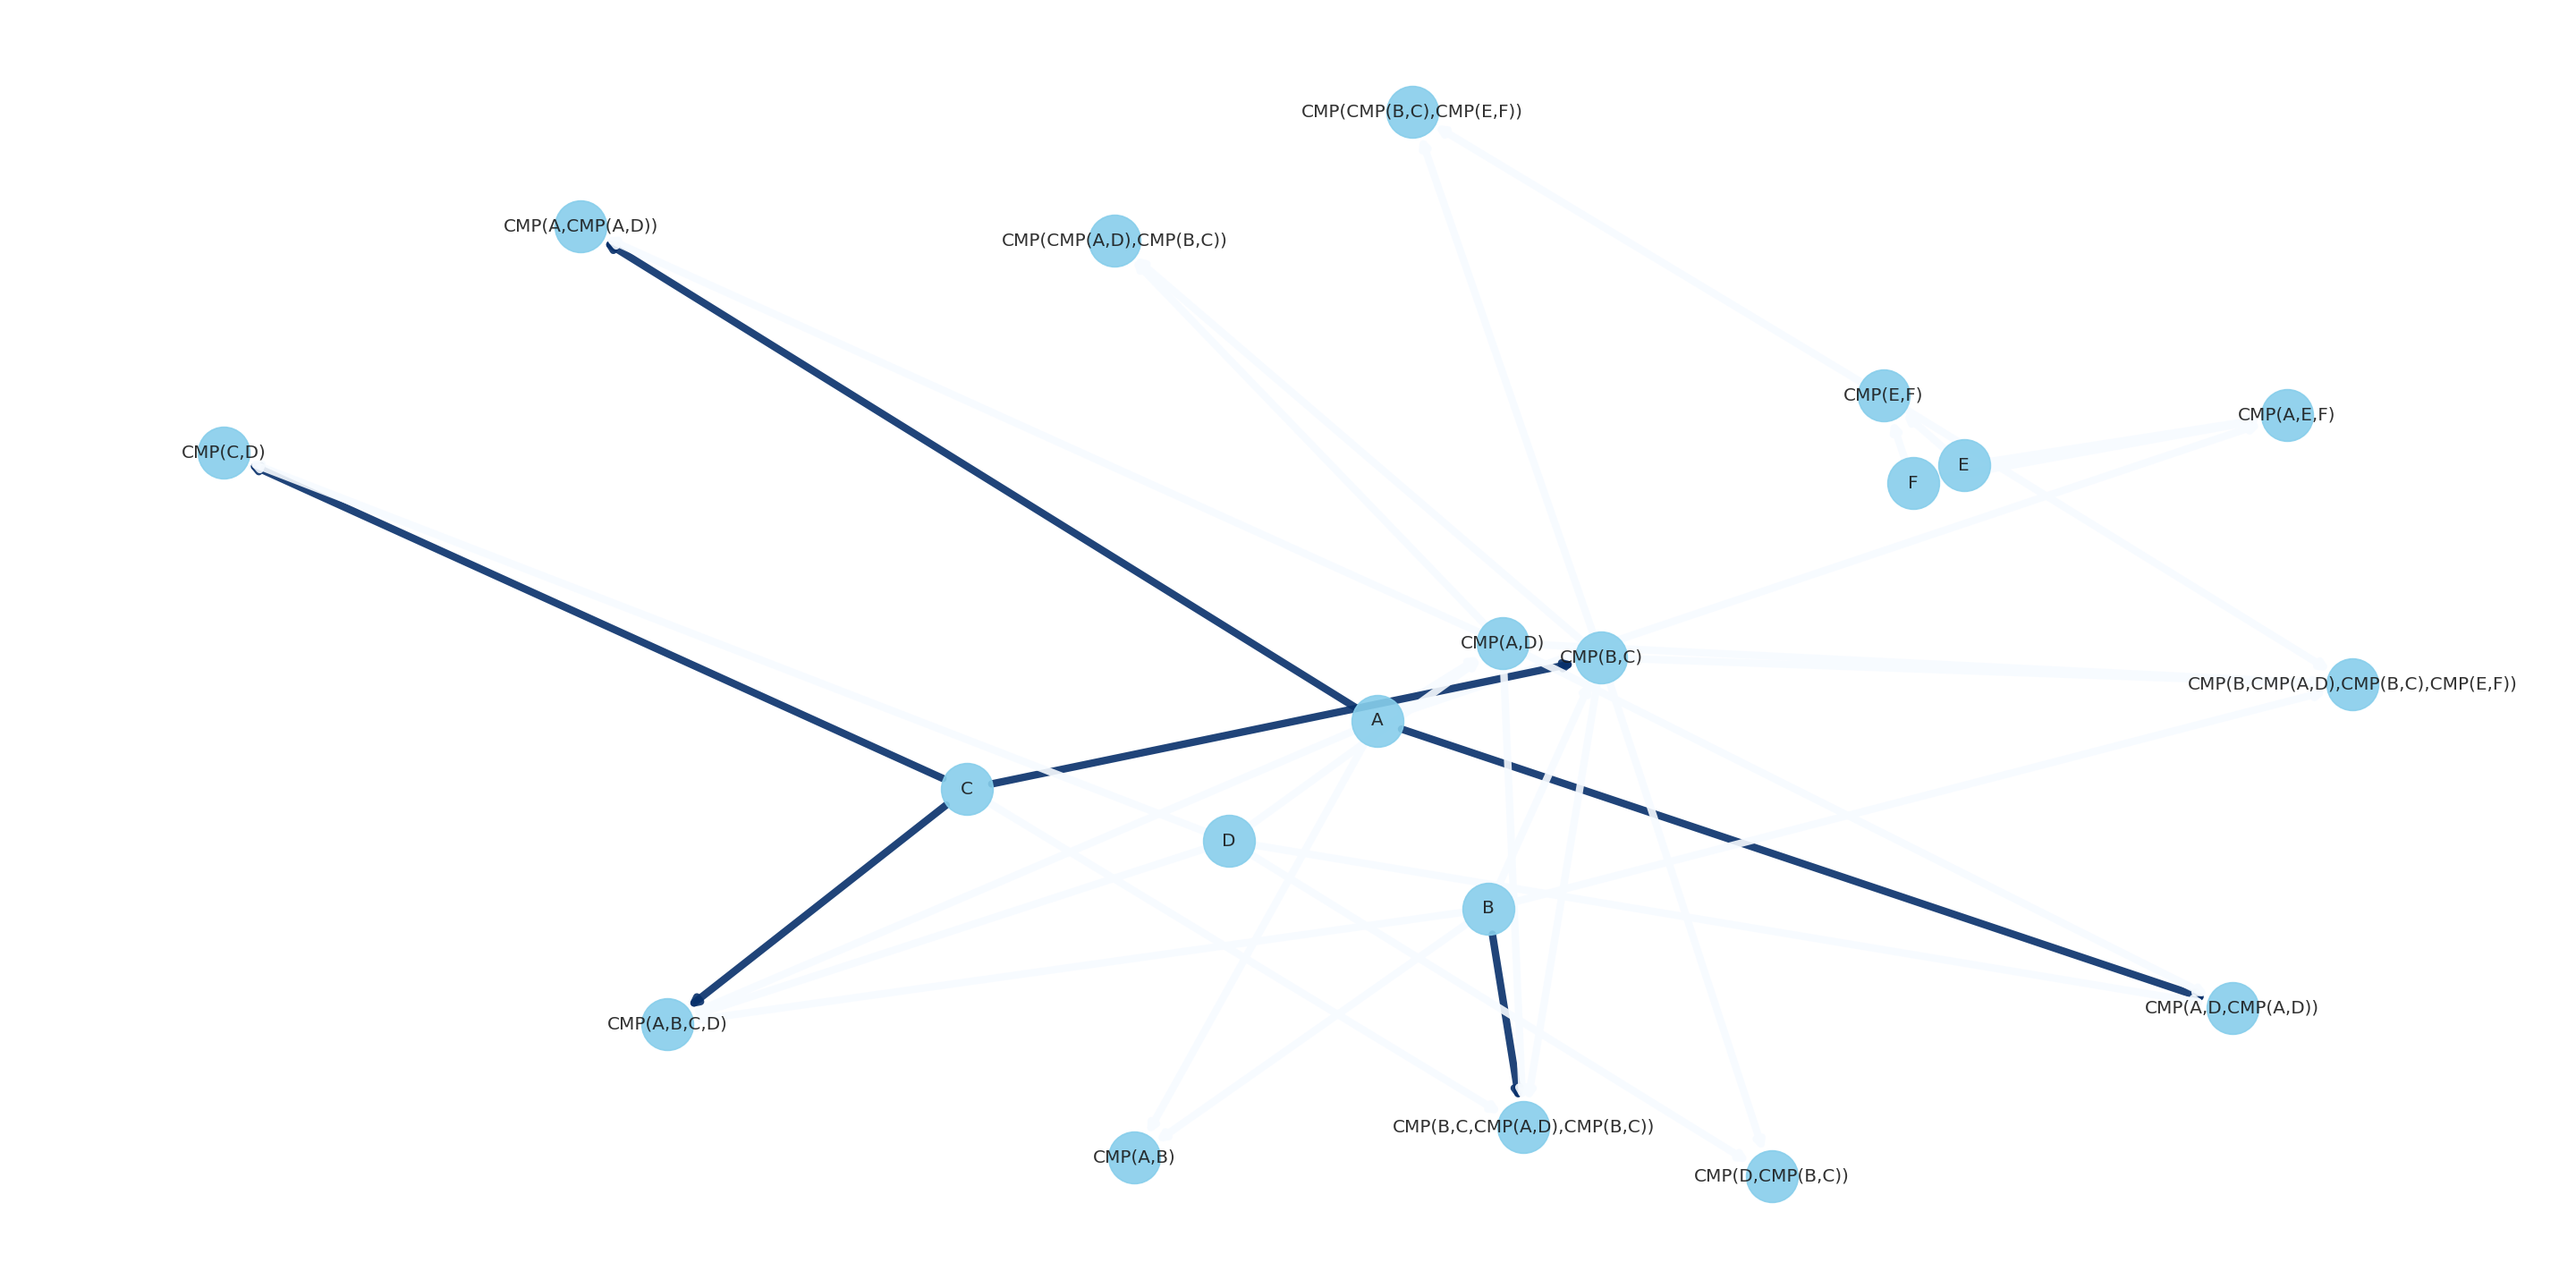 CMP(CMP(B,C),CMP(E,F))
CMP(A,CMP(A,D))
CMP(CMP(A,D),CMP(B,C))
CMP(E,F)
CMP(A,E,F)
CMP(C,D)
E
F
CMP(A,D)
CMP(B,C)
CMP(B,CMP(A,D),CMP(B,C),CMP(E,F))
A
C
D
B
CMP(A,D,CMP(A,D))
CMP(A,B,C,D)
CMP(B,C,CMP(A,D),CMP(B,C))
CMP(A,B)
CMP(D,CMP(B,C))